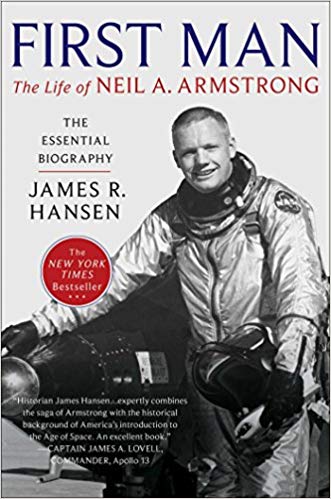 FIRST MAN
The Life of NEIL A. ARMSTRONG
THE
ESSENTIAL
BIOGRAPHY
JAMES R.
HANSEN
The
NEW YORK
TIMES
Bestseller
"Historian James Hansen...expertly combines
the saga of Armstrong with the historical
background of America's introduction to
the Age of Space. An excellent book."
—CAPTAIN JAMES A. LOVELL,
COMMANDER, Apollo 13